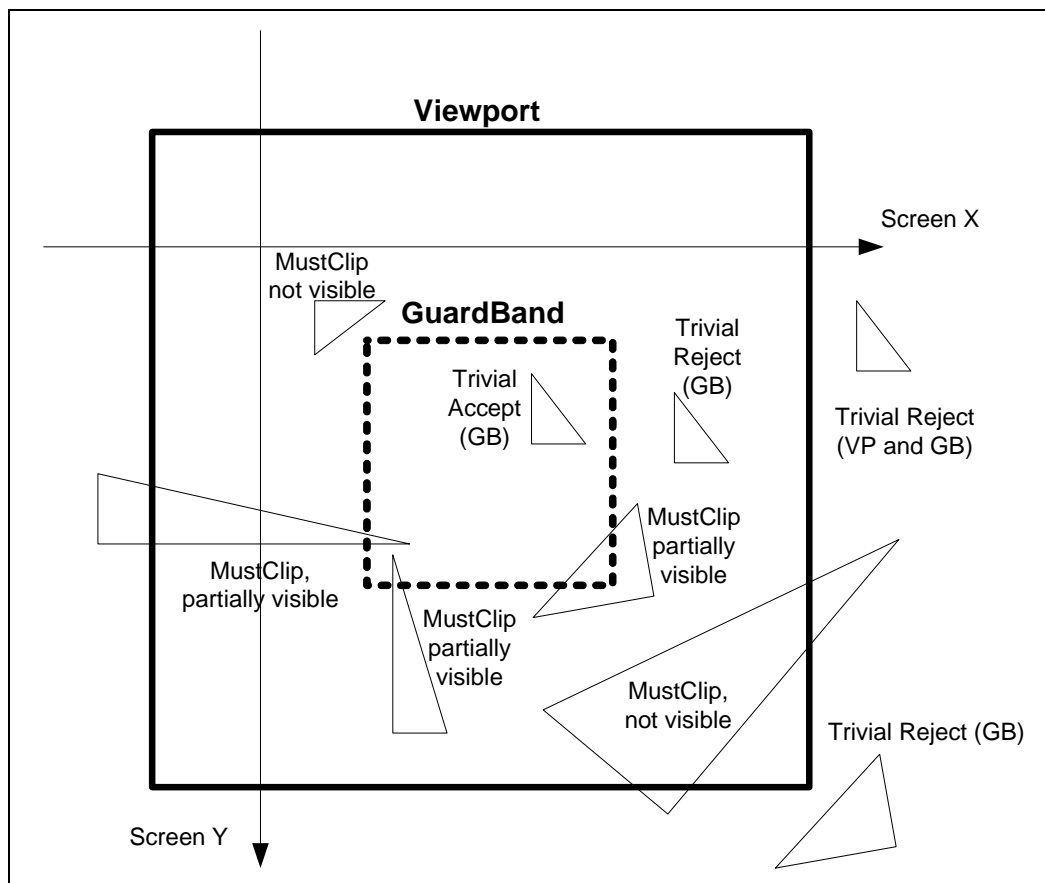 Viewport
Screen X
MustClip
not visible
GuardBand
Trivial
Reject
(GB)
Trivial
Accept
(GB)
Trivial Reject
(VP and GB)
MustClip
partially
visible
MustClip,
partially visible
MustClip
partially
visible
MustClip,
not visible
Trivial Reject (GB)
Screen Y